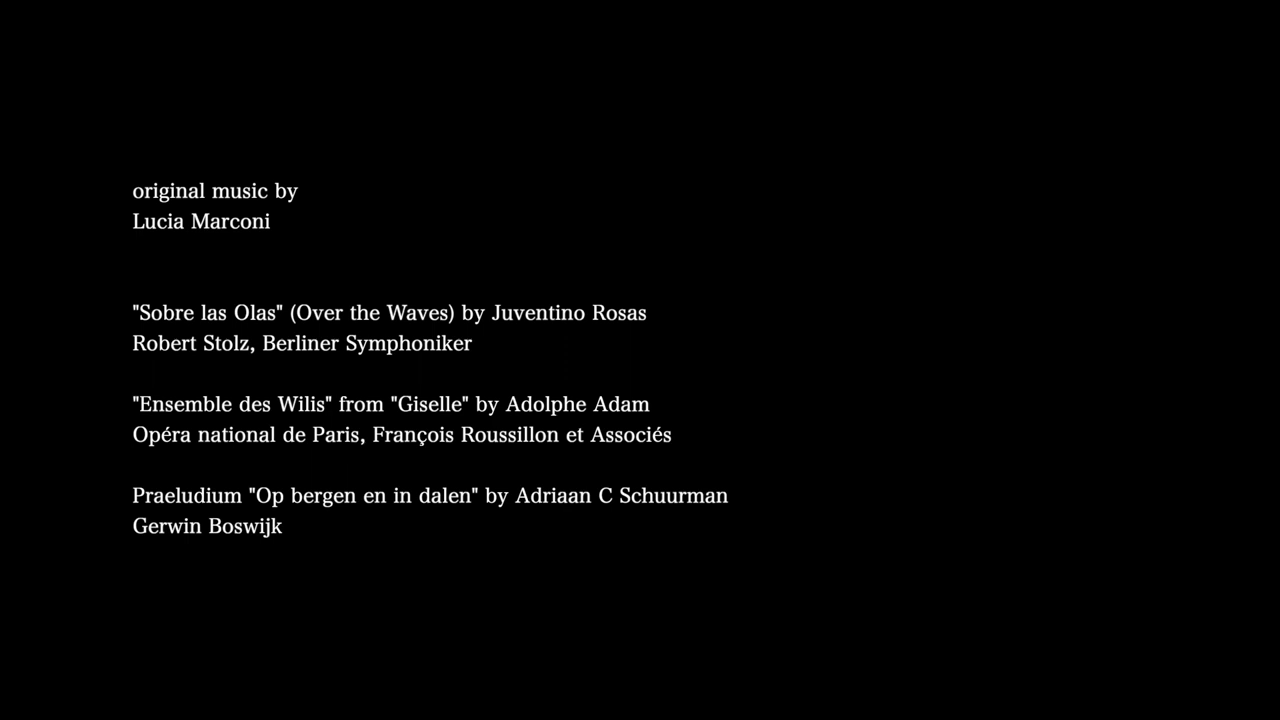 original music by
Lucia Marconi
"Sobre las Olas" (Over the Waves) by Juventino Rosas
Robert Stolz, Berliner Symphoniker
"Ensemble des Wilis" from "Giselle" by Adolphe Adam
Opéra national de Paris, François Roussillon et Associés
Praeludium "Op bergen en in dalen" by Adriaan C Schuurman
Gerwin Boswijk